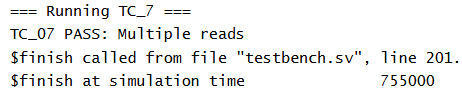 === Running TC_7 ===
TC_07 PASS: Multiple reads
$finish called from file "testbench.sv", line 201.
$finish at simulation time                755000